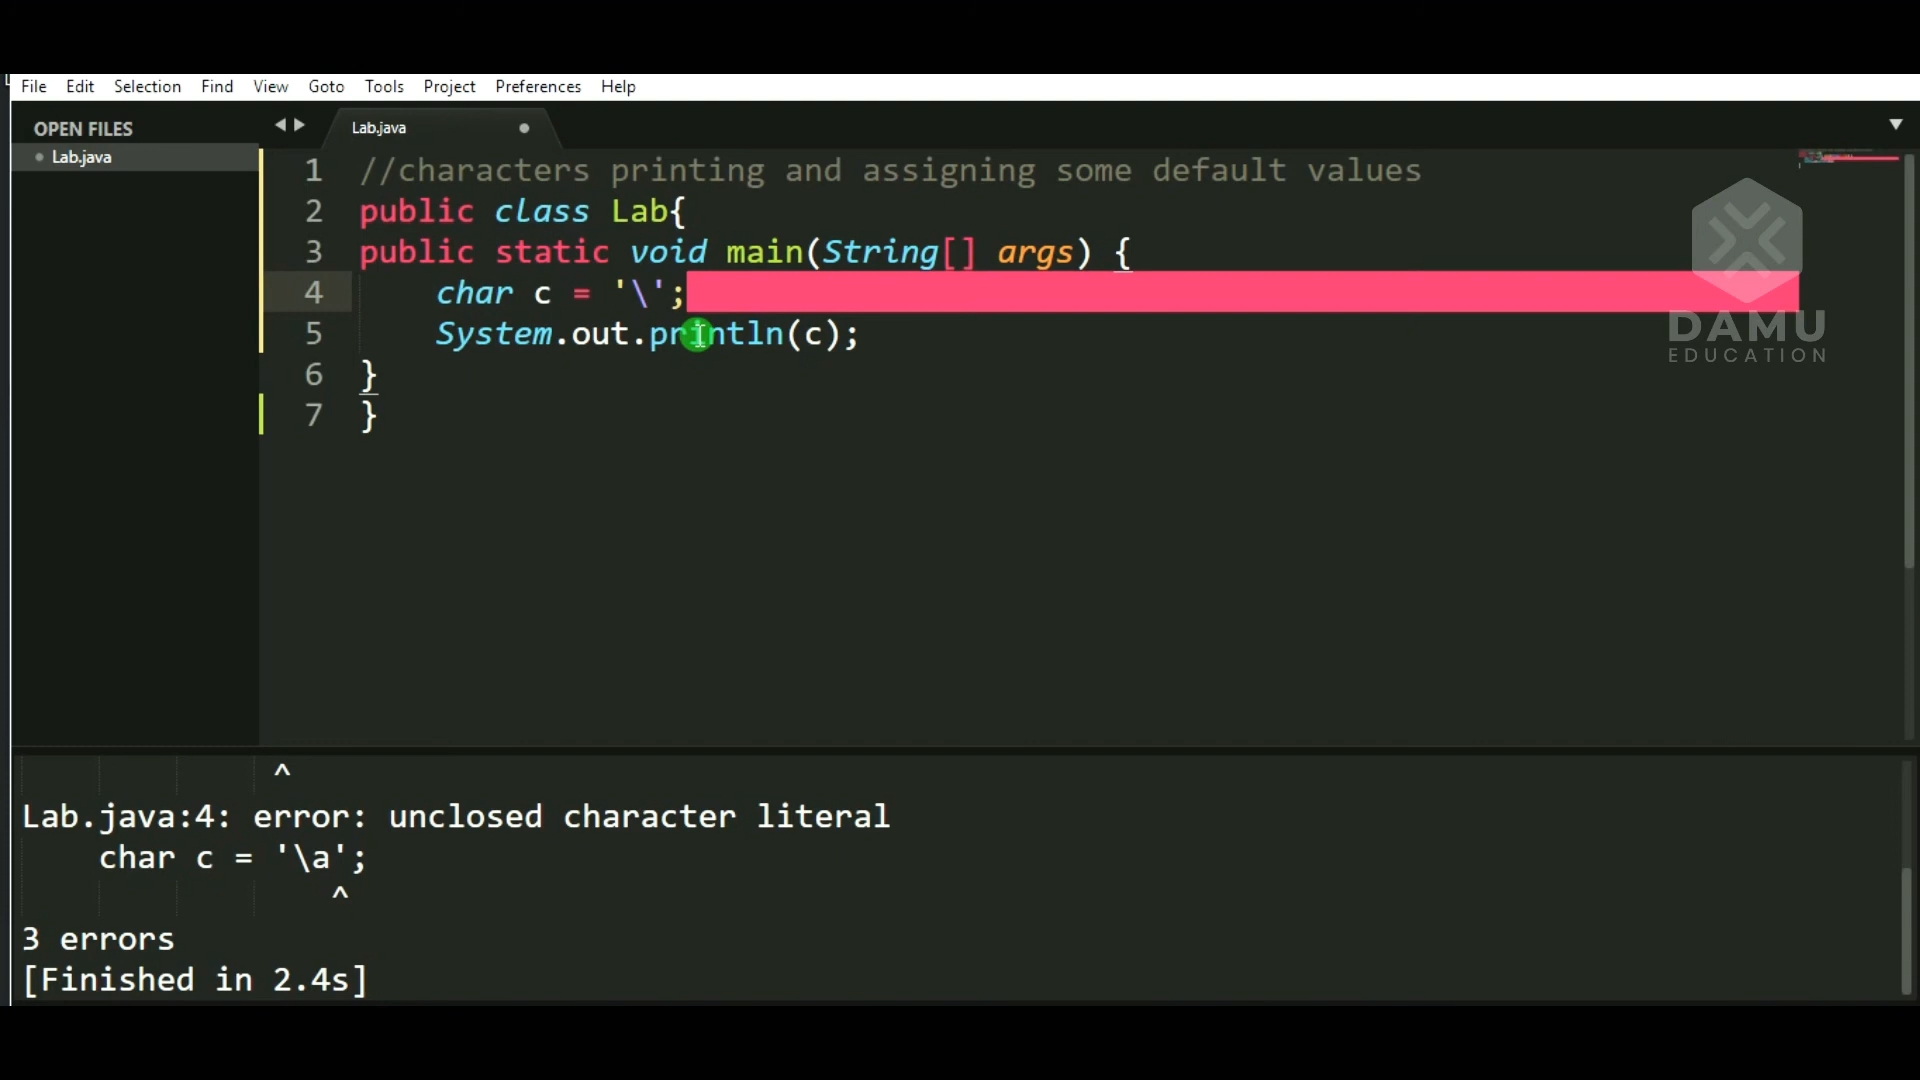 File Edit Selection Find View Goto Tools Project Preferences Help
OPEN FILES
Lab.java
Lab.java
1 //characters printing and assigning some default values
2 public class Lab{
3 public static void main(String[] args) {
4 char c = '\';
5 System.out.println(c);
6 }
7 }
DAMU
EDUCATION
^
Lab.java:4: error: unclosed character literal
char c = '\a';
^
3 errors
[Finished in 2.4s]